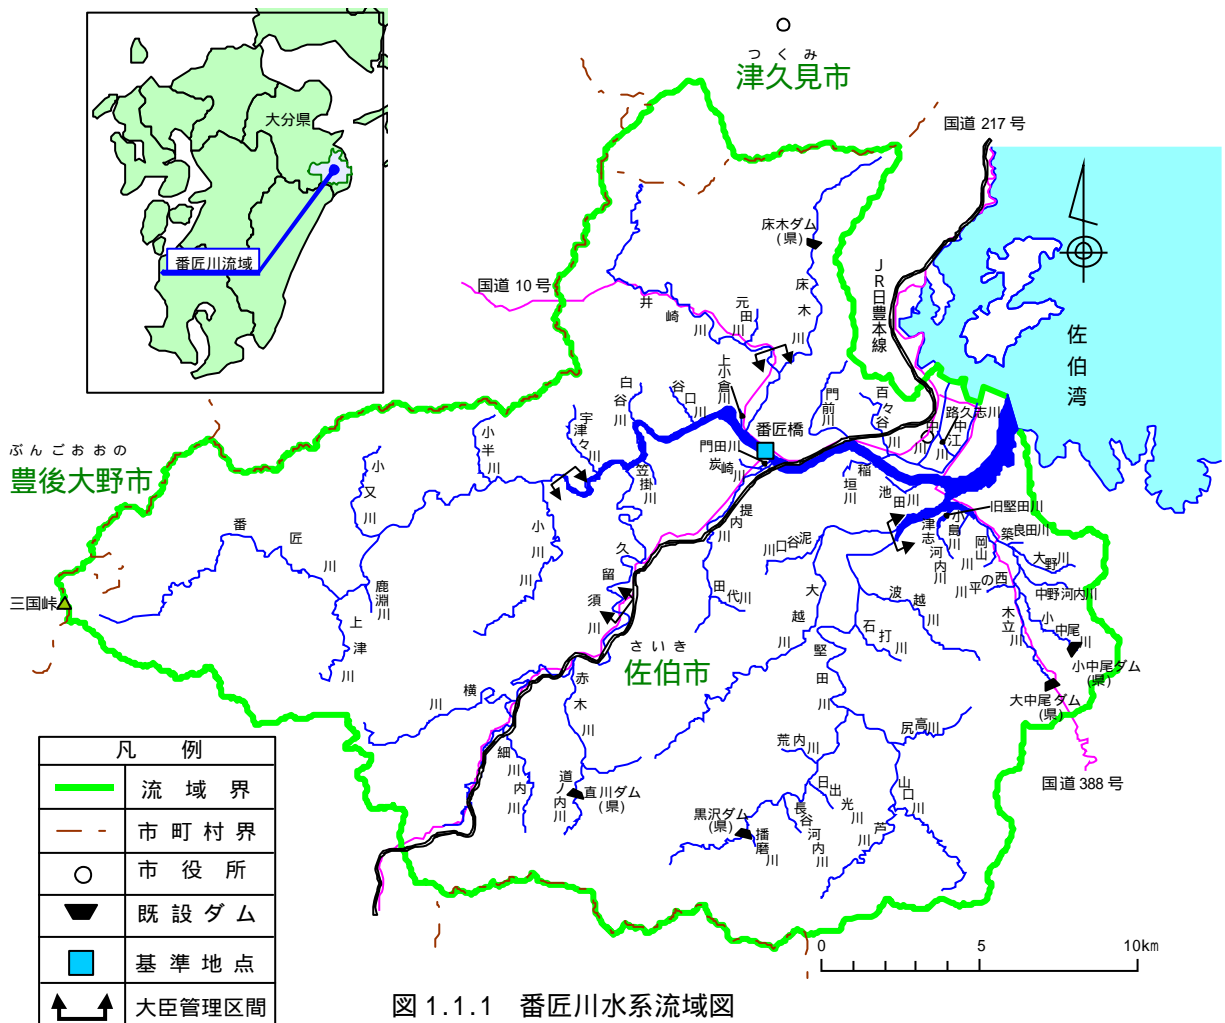 大分県
番匠川流域
つくみ
津久見市
国道 217 号
国道 10 号
床木ダム
(県)
床木川
JR日豊本線
佐伯湾
井崎川
元田川
上小倉川
白谷川
谷口川
門前川
百々谷川
路久志川
中川
中江川
番匠橋
門田川
炭崎川
宇津々川
小半川
笠掛川
稲垣川
池田川
ぶんごおおの
豊後大野市
小又川
番匠川
小川川
久留須川
提内川
泥谷口川
旧堅田川
小島川
津志河内川
岡山川
築良田川
大野川
西の平川
中野河内川
三国峠
鹿淵川
上津川
田代川
大越川
波越川
石打川
木立川
小中尾川
小中尾ダム
(県)
大中尾ダム
(県)
さいき
佐伯市
堅田川
横川
赤木川
細川内川
道ノ内川
直川ダム
(県)
荒内川
尻高川
国道 388 号
黒沢ダム
(県)
播磨川
長谷河内川
日出光川
山口川
芦川
凡例
流域界
市町村界
市役所
既設ダム
基準地点
大臣管理区間
0 5 10km
図 1.1.1 番匠川水系流域図